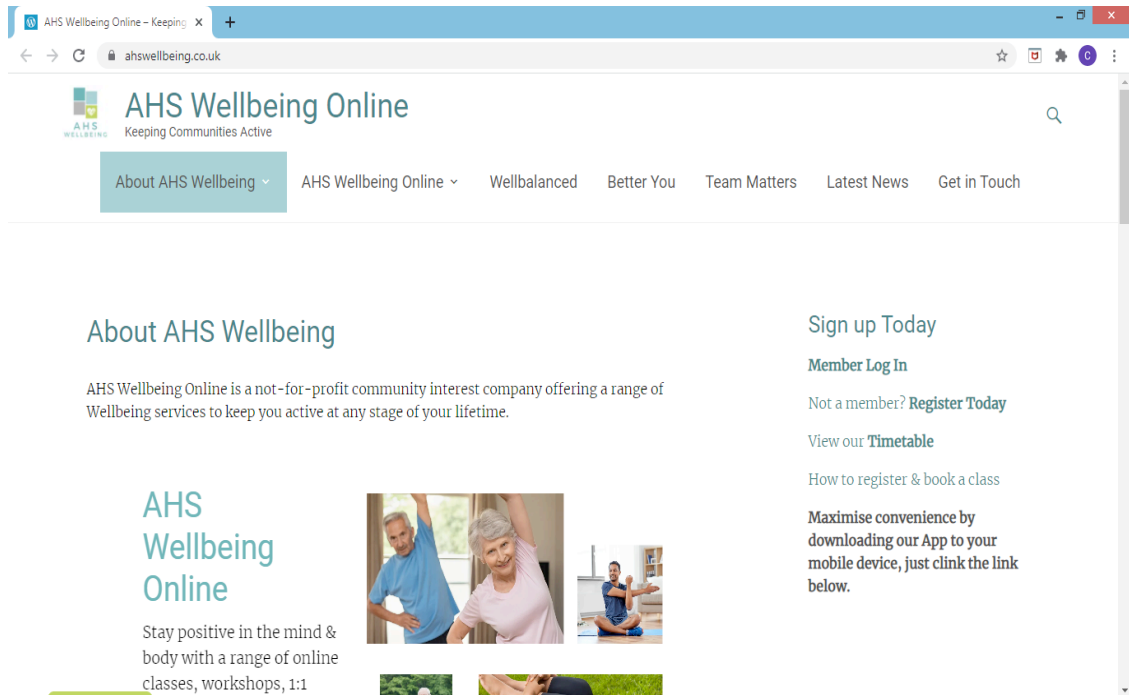 AHS Wellbeing Online – Keeping
ahswellbeing.co.uk
C
AHS
WELLBEING
AHS Wellbeing Online
Keeping Communities Active
About AHS Wellbeing
AHS Wellbeing Online
Wellbalanced
Better You
Team Matters
Latest News
Get in Touch
About AHS Wellbeing
AHS Wellbeing Online is a not-for-profit community interest company offering a range of
Wellbeing services to keep you active at any stage of your lifetime.
AHS
Wellbeing
Online
Stay positive in the mind &
body with a range of online
classes, workshops, 1:1
Sign up Today
Member Log In
Not a member? Register Today
View our Timetable
How to register & book a class
Maximise convenience by
downloading our App to your
mobile device, just clink the link
below.